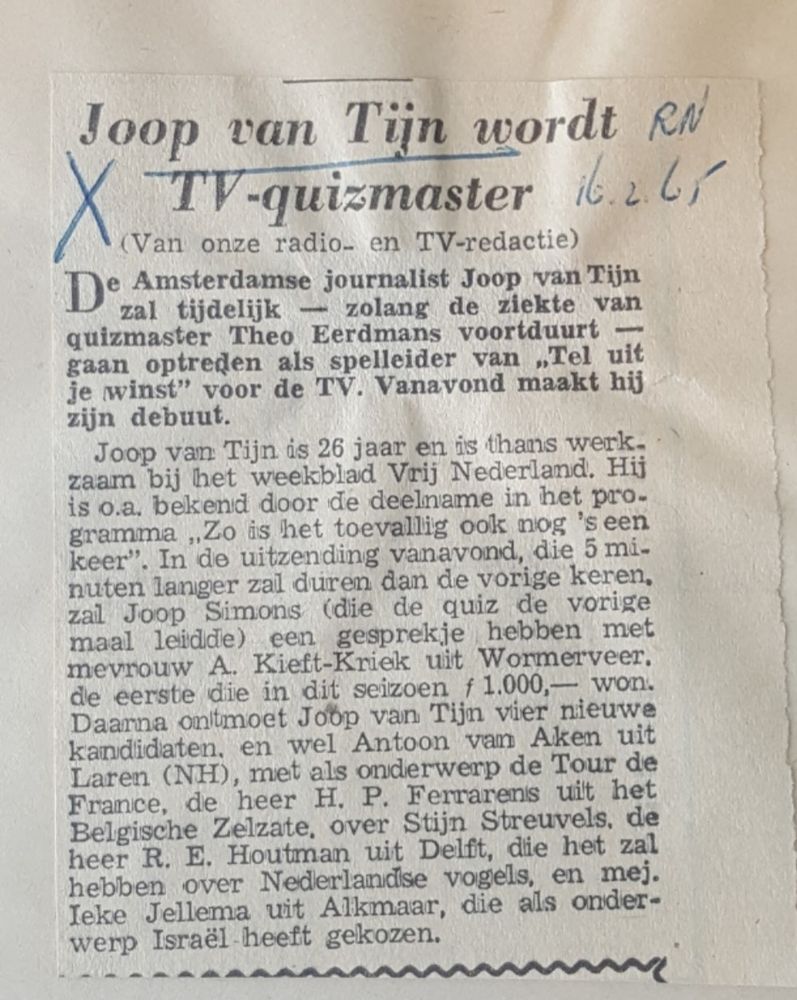 Joop van Tijn wordt RN
TV-quizmaster 16.2.65
X
(Van onze radio- en TV-redactie)
De Amsterdamse journalist Joop van Tijn
zal tijdelijk — zolang de ziekte van
quizmaster Theo Eerdmans voortduurt —
gaan optreden als spelleider van „Tel uit
je winst” voor de TV. Vanavond maakt hij
zijn debuut.
Joop van Tijn is 26 jaar en is thans werk-
zaam bij het weekblad Vrij Nederland. Hij
is o.a. bekend door de deelname in het pro-
gramma „Zo is het toevallig ook nog 's een
keer”. In de uitzending vanavond, die 5 mi-
nuten langer zal duren dan de vorige keren,
zal Joop Simons (die de quiz de vorige
maal leidde) een gesprekje hebben met
mevrouw A. Kieft-Kriek uit Wormerveer,
de eerste die in dit seizoen ƒ 1.000,— won.
Daarna ontmoet Joop van Tijn vier nieuwe
kandidaten, en wel Antoon van Aken uit
Laren (NH), met als onderwerp de Tour de
France, de heer H. P. Ferrarens uit het
Belgische Zelzate, over Stijn Streuvels, de
heer R. E. Houtman uit Delft, die het zal
hebben over Nederlandse vogels, en mej.
Ieke Jellema uit Alkmaar, die als onder-
werp Israël heeft gekozen.